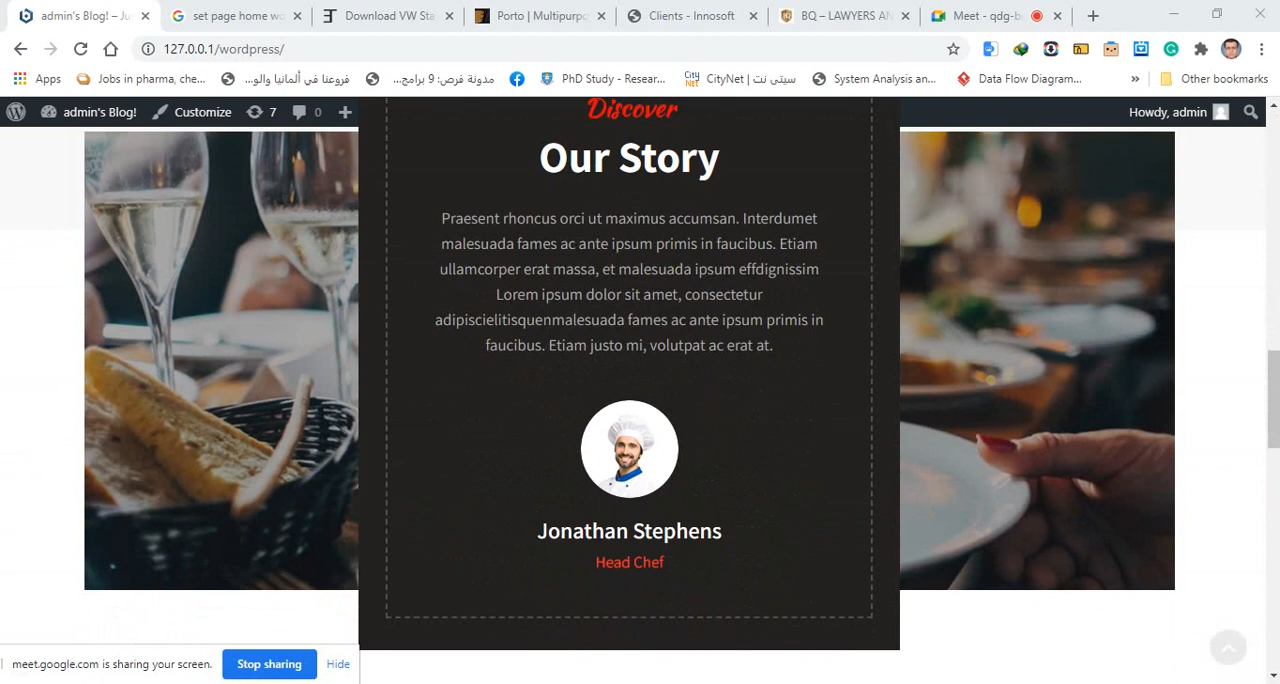 admin's Blog! – Ju
set page home wo
Download VW Sta
Porto | Multipurpo
Clients - Innosoft
BQ – LAWYERS AN
Meet - qdg-b
127.0.0.1/wordpress/
Apps
Jobs in pharma, che...
فروعنا في ألمانيا والو...
مدونة فرص: 9 برامج...
PhD Study - Resear...
CityNet | سيتي نت
System Analysis an...
Data Flow Diagram...
»
Other bookmarks
admin's Blog!
Customize
7
0
Howdy, admin
Discover
Our Story
Praesent rhoncus orci ut maximus accumsan. Interdumet
malesuada fames ac ante ipsum primis in faucibus. Etiam
ullamcorper erat massa, et malesuada ipsum effdignissim
Lorem ipsum dolor sit amet, consectetur
adipiscielitisquenmalesuada fames ac ante ipsum primis in
faucibus. Etiam justo mi, volutpat ac erat at.
Jonathan Stephens
Head Chef
meet.google.com is sharing your screen.
Stop sharing
Hide